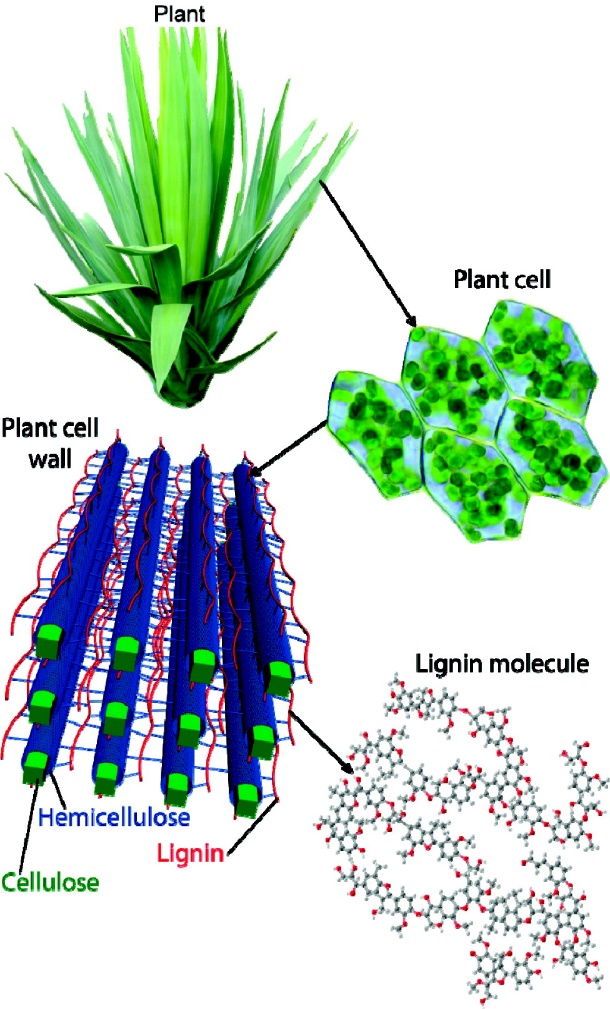 Plant
Plant cell
Plant cell
wall
Lignin molecule
Hemicellulose
Lignin
Cellulose